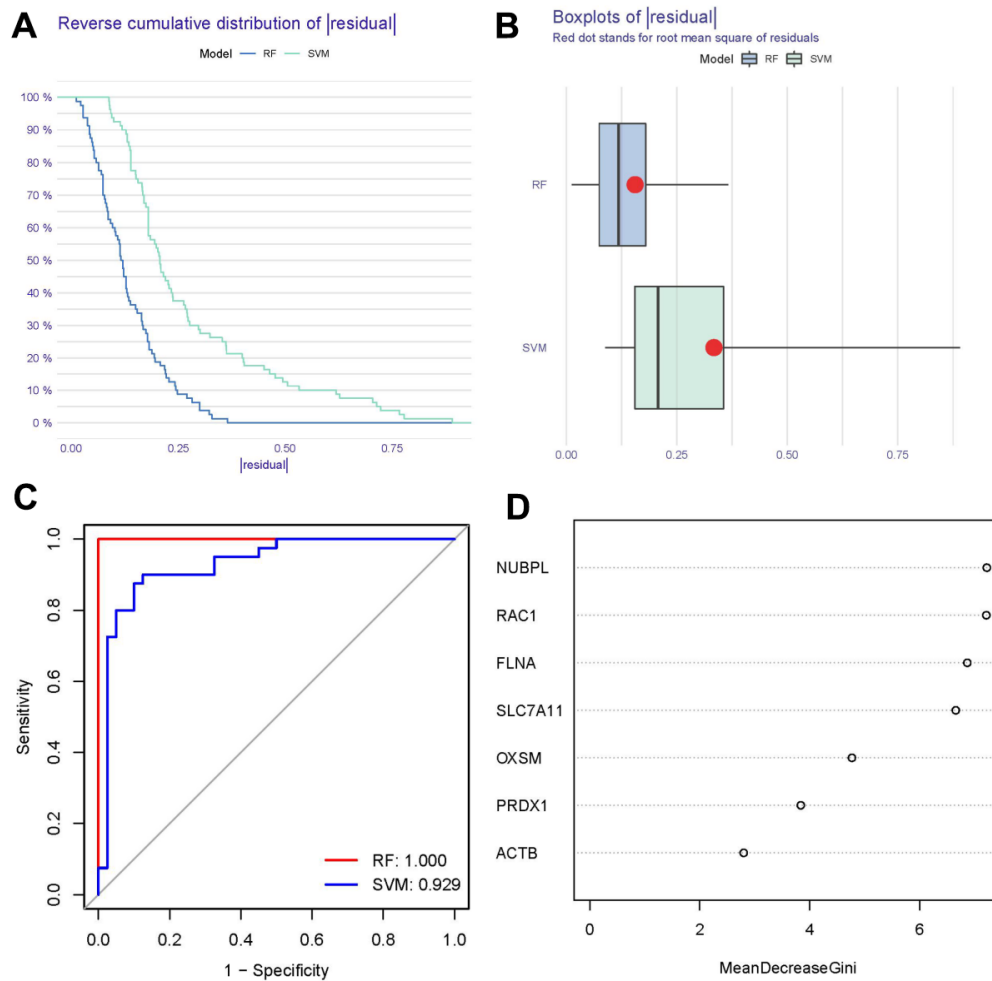 A
Reverse cumulative distribution of |residual|
Model RF SVM
100 %
90 %
80 %
70 %
60 %
50 %
40 %
30 %
20 %
10 %
0 %
0.00 0.25 0.50 0.75
|residual|
B
Boxplots of |residual|
Red dot stands for root mean square of residuals
Model RF SVM
RF
SVM
0.00 0.25 0.50 0.75
C
Sensitivity
1.0
0.8
0.6
0.4
0.2
0.0
RF: 1.000
SVM: 0.929
0.0 0.2 0.4 0.6 0.8 1.0
1 − Specificity
D
NUBPL
RAC1
FLNA
SLC7A11
OXSM
PRDX1
ACTB
0 2 4 6
MeanDecreaseGini